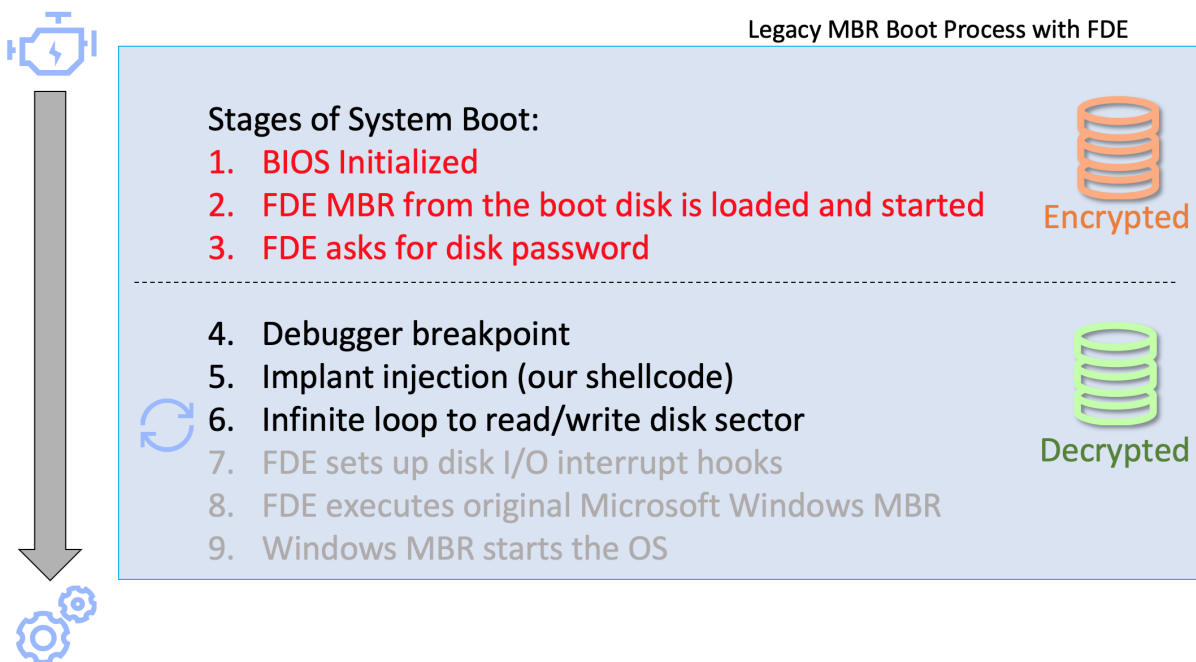 Legacy MBR Boot Process with FDE
Stages of System Boot:
1. BIOS Initialized
2. FDE MBR from the boot disk is loaded and started
3. FDE asks for disk password
Encrypted
4. Debugger breakpoint
5. Implant injection (our shellcode)
6. Infinite loop to read/write disk sector
7. FDE sets up disk I/O interrupt hooks
Decrypted
8. FDE executes original Microsoft Windows MBR
9. Windows MBR starts the OS